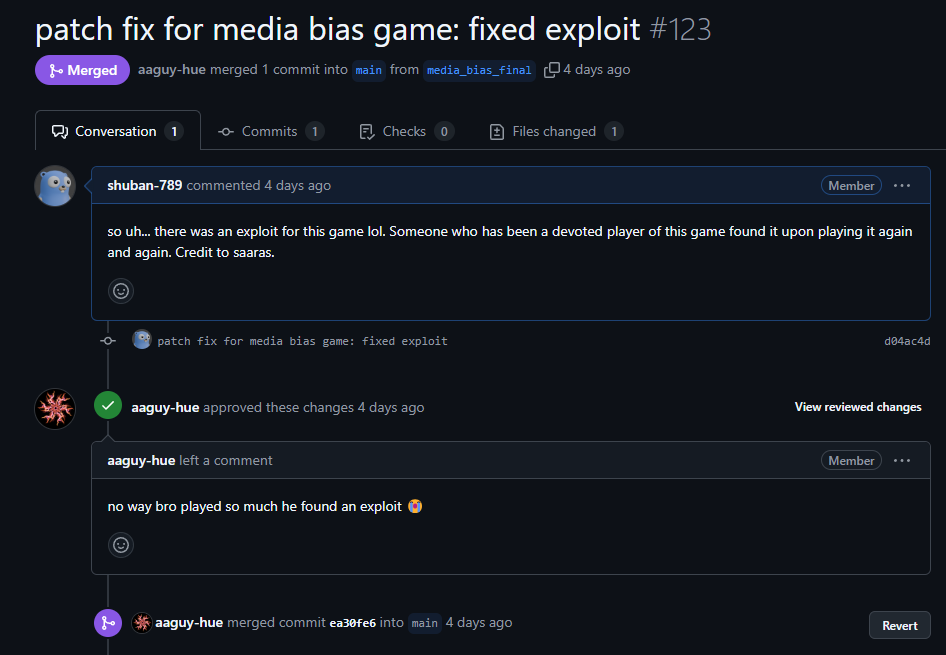 patch fix for media bias game: fixed exploit #123
Merged aaguy-hue merged 1 commit into main from media_bias_final 4 days ago
Conversation 1 Commits 1 Checks 0 Files changed 1
shuban-789 commented 4 days ago Member ...
so uh... there was an exploit for this game lol. Someone who has been a devoted player of this game found it upon playing it again
and again. Credit to saaras.
patch fix for media bias game: fixed exploit d04ac4d
aaguy-hue approved these changes 4 days ago View reviewed changes
aaguy-hue left a comment Member ...
no way bro played so much he found an exploit 😭
aaguy-hue merged commit ea30fe6 into main 4 days ago Revert